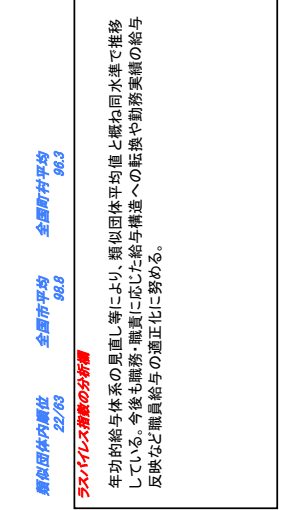 類似団体内順位 全国市平均 全国町村平均
22/63 98.8 96.3
ラスパイレス指数の分析欄
年功的給与体系の見直し等により、類似団体平均値と概ね同水準で推移
している。今後も職務・職責に応じた給与構造への転換や勤務実績の給与
反映など職員給与の適正化に努める。